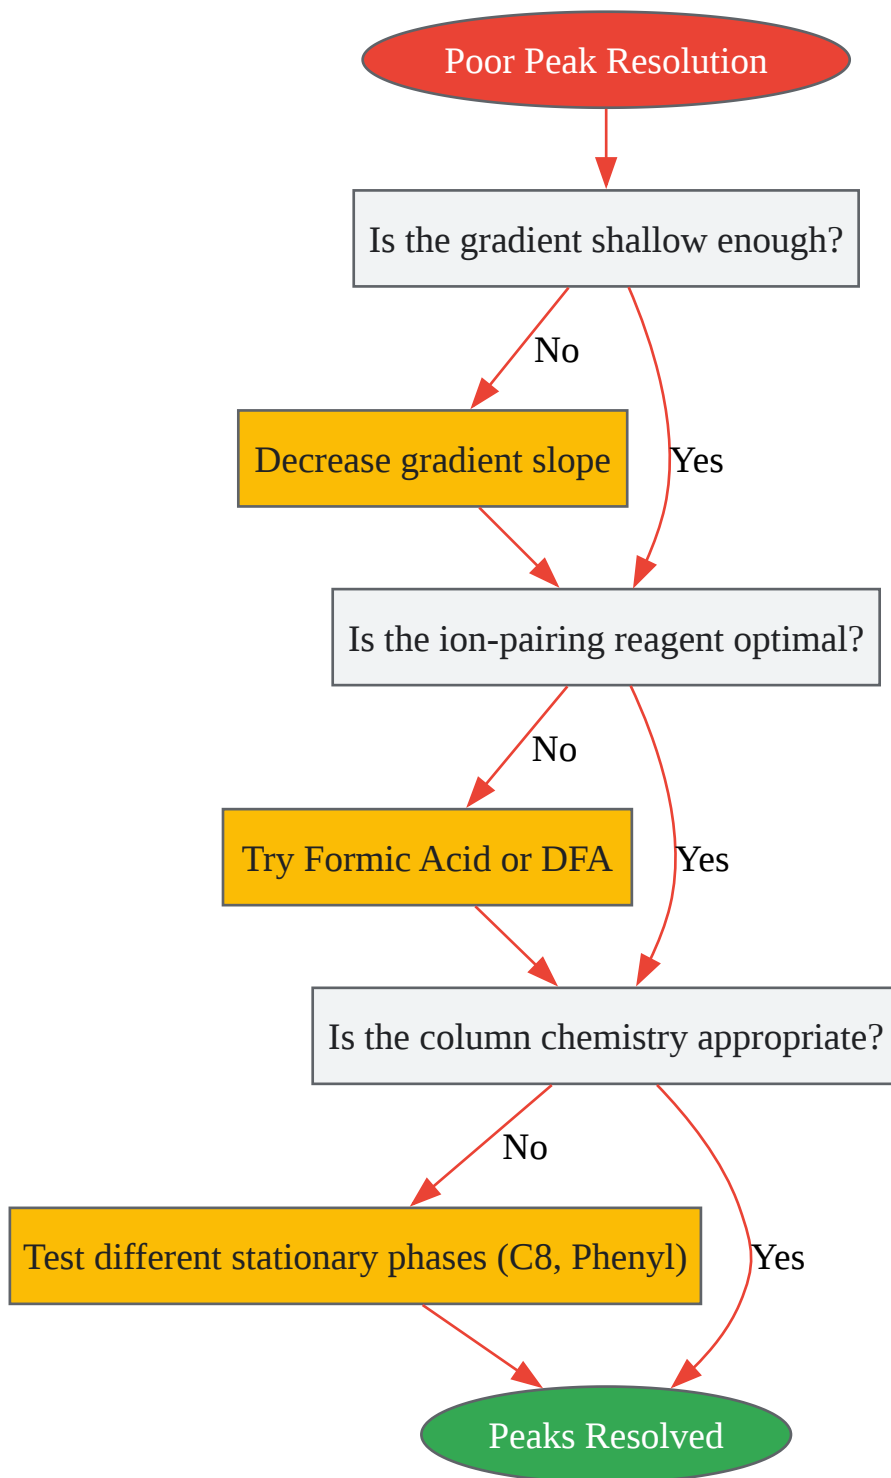 Poor Peak Resolution
Is the gradient shallow enough?
No
Decrease gradient slope
Yes
Is the ion-pairing reagent optimal?
No
Try Formic Acid or DFA
Yes
Is the column chemistry appropriate?
No
Test different stationary phases (C8, Phenyl)
Yes
Peaks Resolved